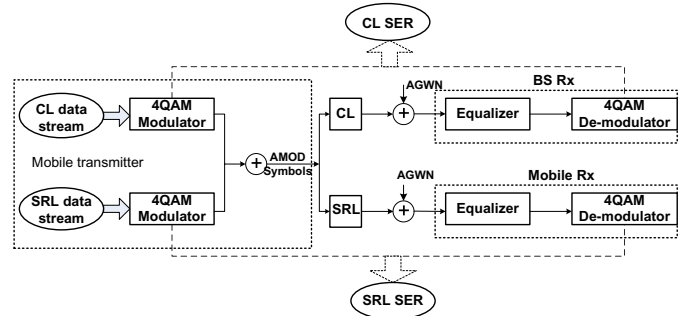 CL SER
CL data
stream
4QAM
Modulator
Mobile transmitter
SRL data
stream
4QAM
Modulator
+
AMOD
Symbols
CL
AGWN
+
BS Rx
Equalizer
4QAM
De-modulator
SRL
AGWN
+
Mobile Rx
Equalizer
4QAM
De-modulator
SRL SER